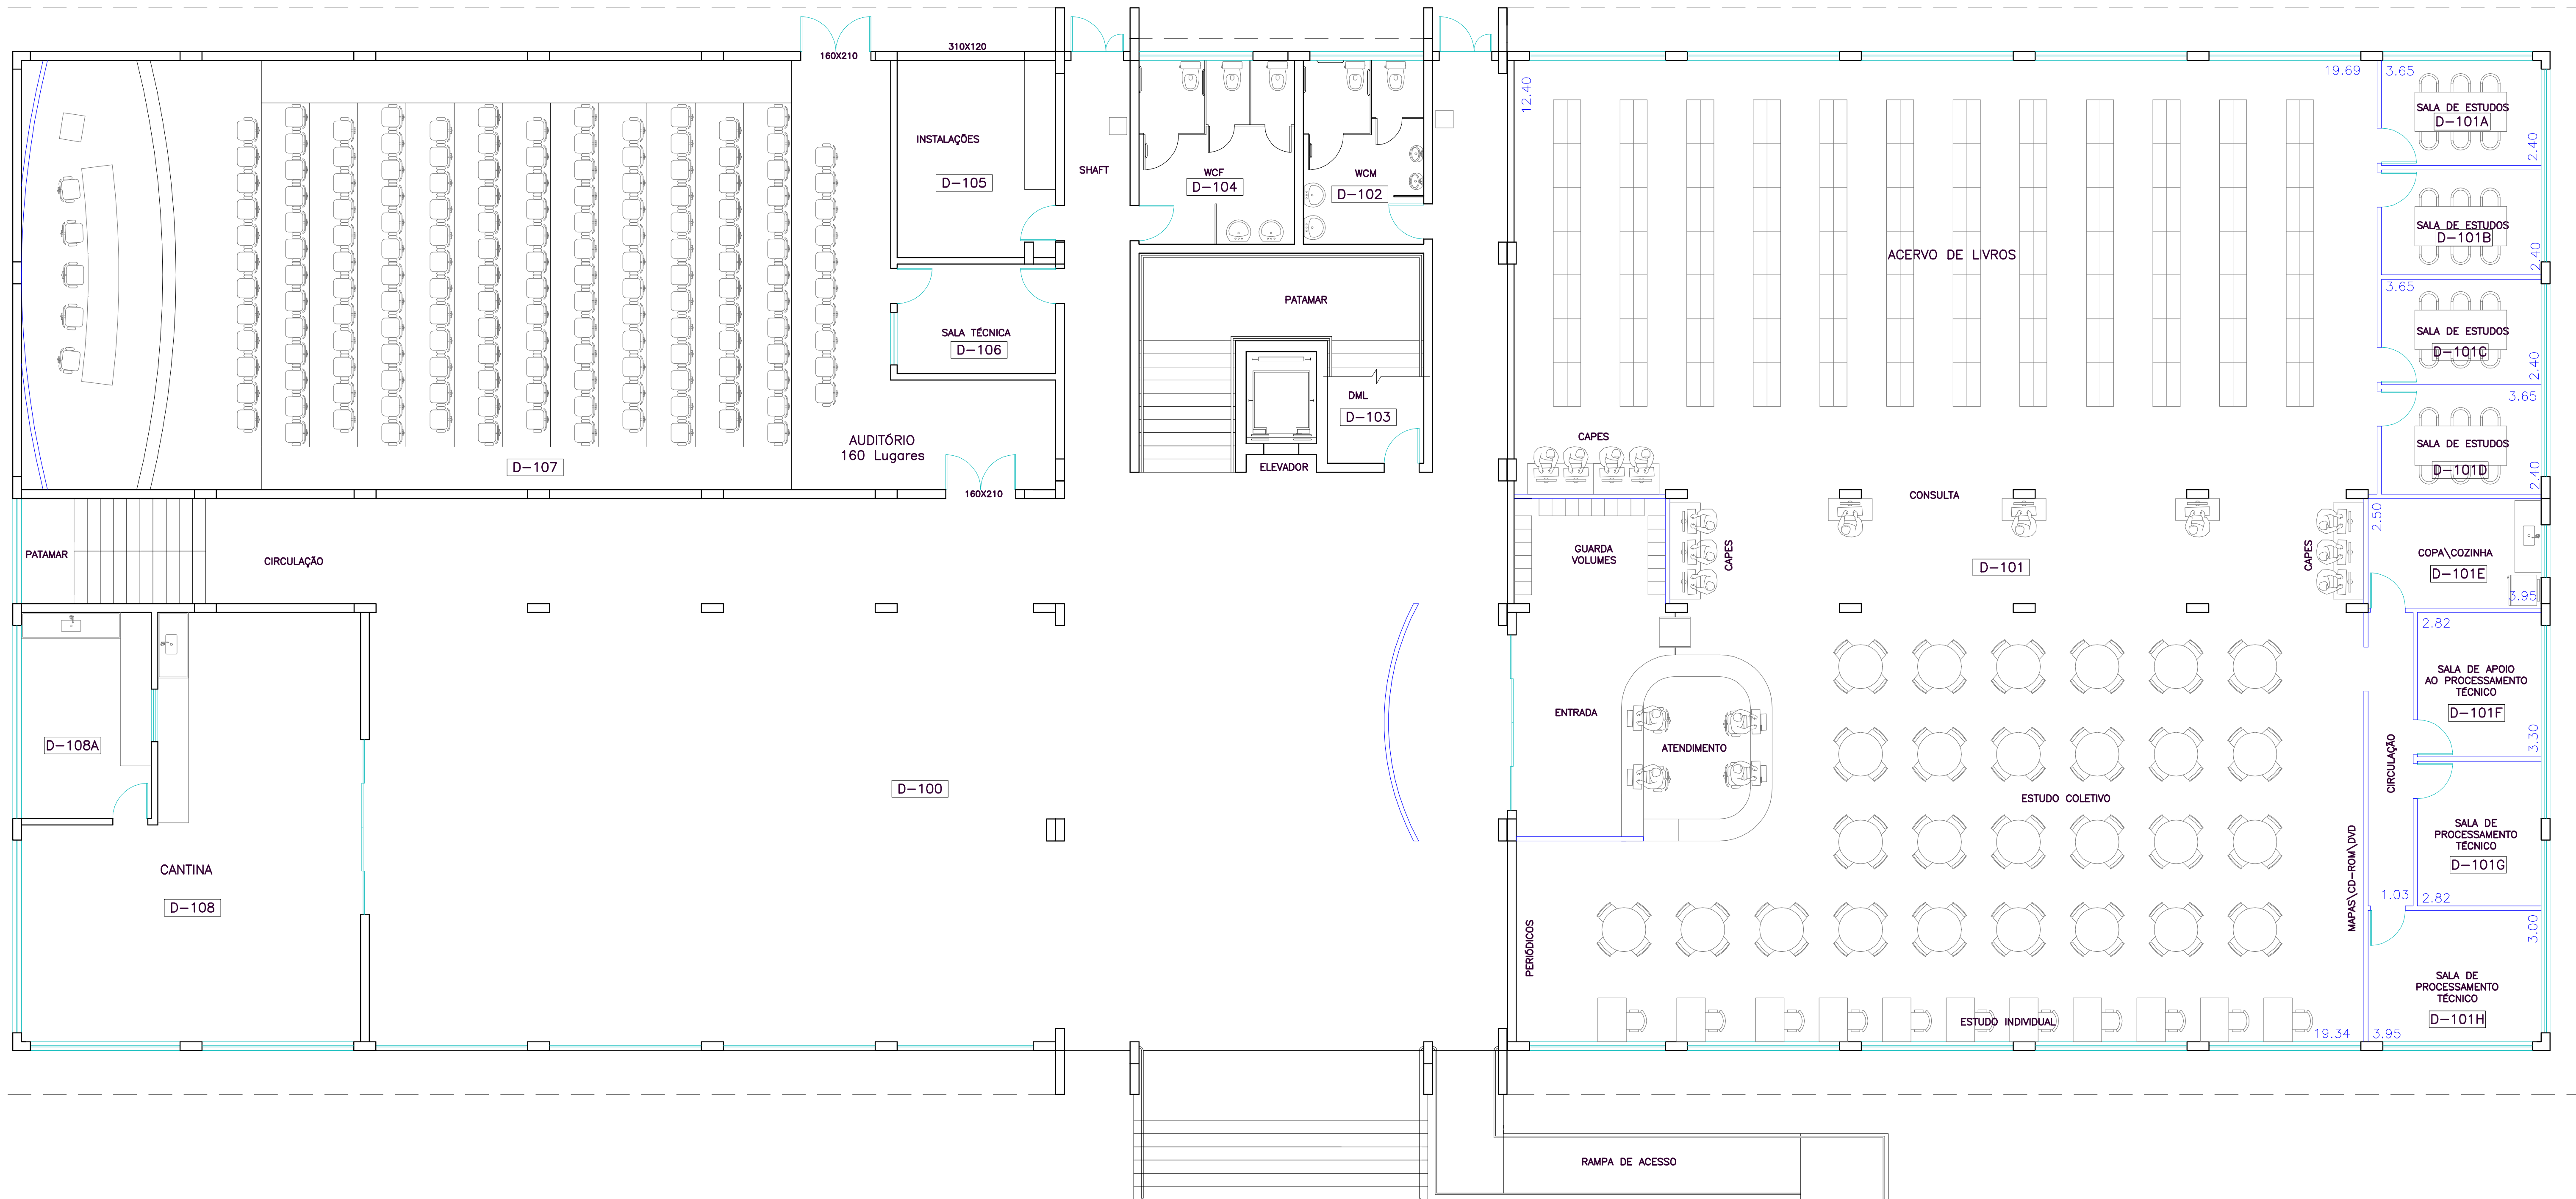 160X210
310X120
INSTALAÇÕES
D-105
SHAFT
WCF
D-104
WCM
D-102
PATAMAR
SALA TÉCNICA
D-106
DML
D-103
ELEVADOR
AUDITÓRIO
160 Lugares
D-107
160X210
PATAMAR
CIRCULAÇÃO
D-108A
CANTINA
D-108
D-100
12.40
19.69
ACERVO DE LIVROS
3.65
SALA DE ESTUDOS
D-101A
2.40
SALA DE ESTUDOS
D-101B
2.40
3.65
SALA DE ESTUDOS
D-101C
2.40
3.65
SALA DE ESTUDOS
D-101D
2.40
CAPES
CONSULTA
GUARDA
VOLUMES
CAPES
D-101
CAPES
2.50
COPA\COZINHA
D-101E
3.95
ENTRADA
ATENDIMENTO
2.82
SALA DE APOIO
AO PROCESSAMENTO
TÉCNICO
D-101F
3.30
CIRCULAÇÃO
ESTUDO COLETIVO
MAPAS\CD-ROM\DVD
SALA DE
PROCESSAMENTO
TÉCNICO
D-101G
1.03
2.82
PERIÓDICOS
3.00
SALA DE
PROCESSAMENTO
TÉCNICO
D-101H
ESTUDO INDIVIDUAL
19.34
3.95
RAMPA DE ACESSO